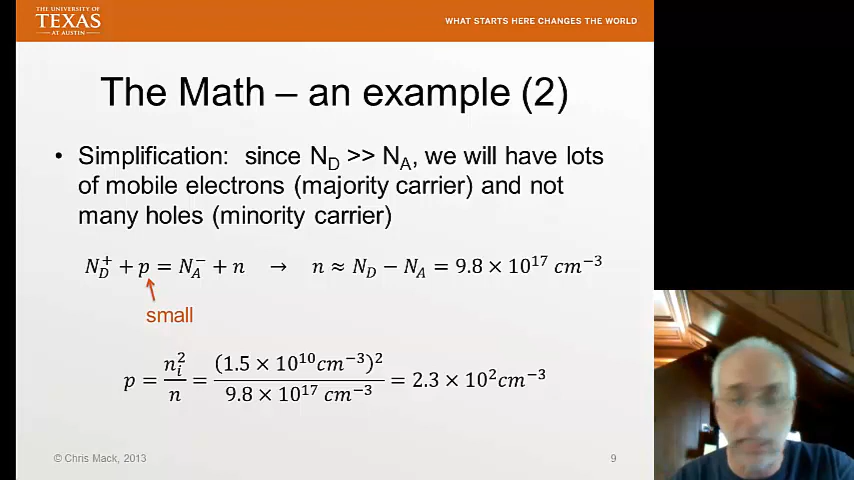 THE UNIVERSITY OF
TEXAS
AT AUSTIN
WHAT STARTS HERE CHANGES THE WORLD
The Math – an example (2)
• Simplification: since N_D >> N_A, we will have lots
of mobile electrons (majority carrier) and not
many holes (minority carrier)
N_D^+ + p = N_A^− + n → n ≈ N_D − N_A = 9.8 × 10^17 cm^−3
small
p = n_i^2 / n = (1.5 × 10^10 cm^−3)^2 / 9.8 × 10^17 cm^−3 = 2.3 × 10^2 cm^−3
© Chris Mack, 2013
9